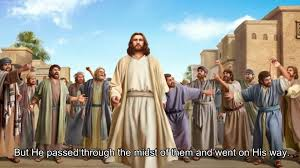 But He passed through the midst of them and went on His way.